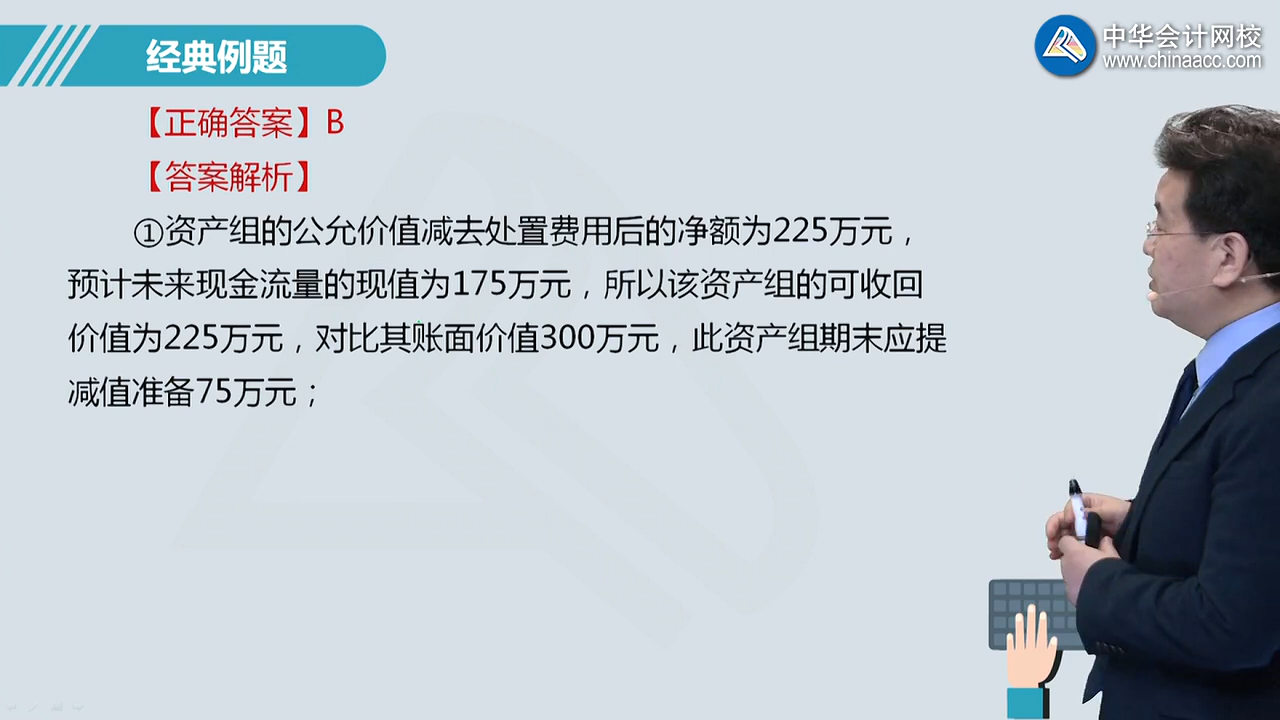 经典例题
中华会计网校
www.chinaacc.com
【正确答案】B
【答案解析】
①资产组的公允价值减去处置费用后的净额为225万元，
预计未来现金流量的现值为175万元，所以该资产组的可收回
价值为225万元，对比其账面价值300万元，此资产组期末应提
减值准备75万元；